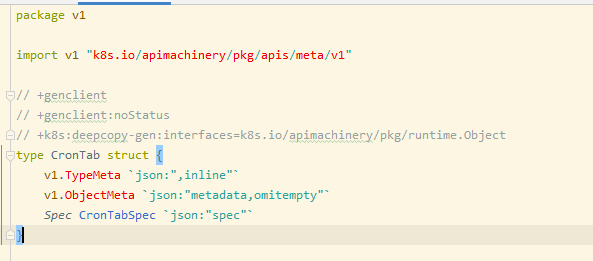 package v1
import v1 "k8s.io/apimachinery/pkg/apis/meta/v1"
// +genclient
// +genclient:noStatus
// +k8s:deepcopy-gen:interfaces=k8s.io/apimachinery/pkg/runtime.Object
type CronTab struct {
    v1.TypeMeta `json:",inline"`
    v1.ObjectMeta `json:"metadata,omitempty"`
    Spec CronTabSpec `json:"spec"`
}